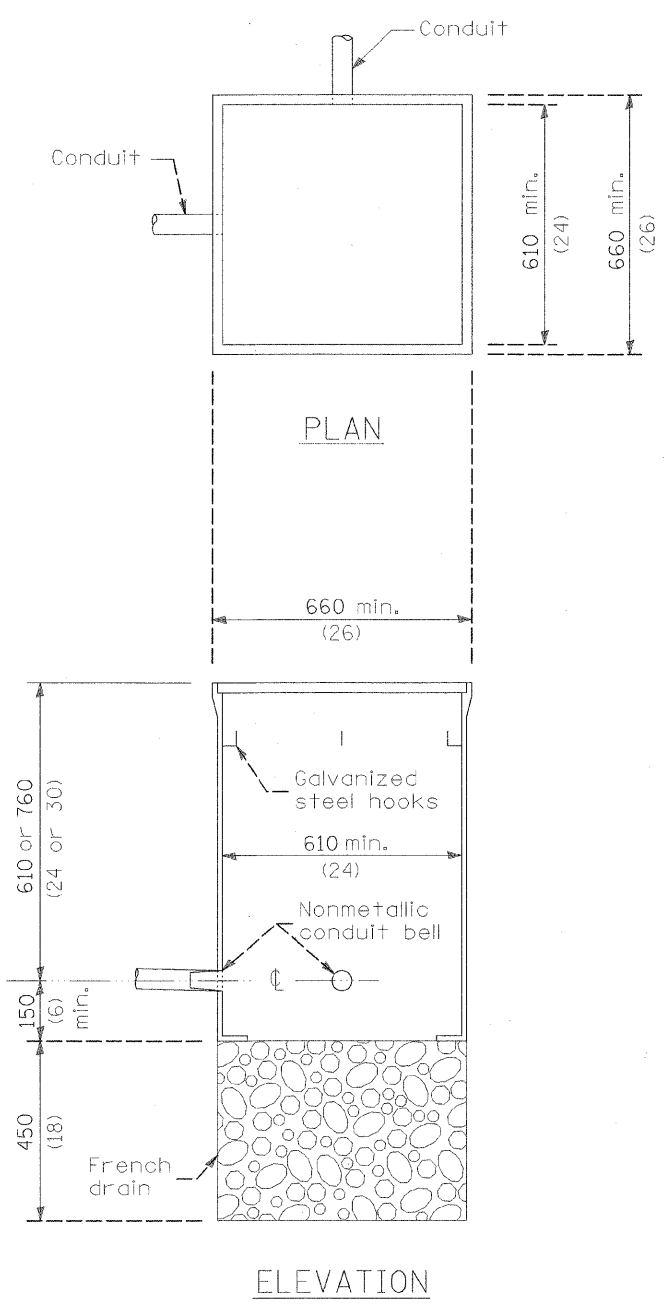 Conduit
Conduit
610 min.
(24)
660 min.
(26)
PLAN
660 min.
(26)
Galvanized
steel hooks
610 or 760
(24 or 30)
610 min.
(24)
Nonmetallic
conduit bell
℄
150
(6)
min.
450
(18)
French
drain
ELEVATION